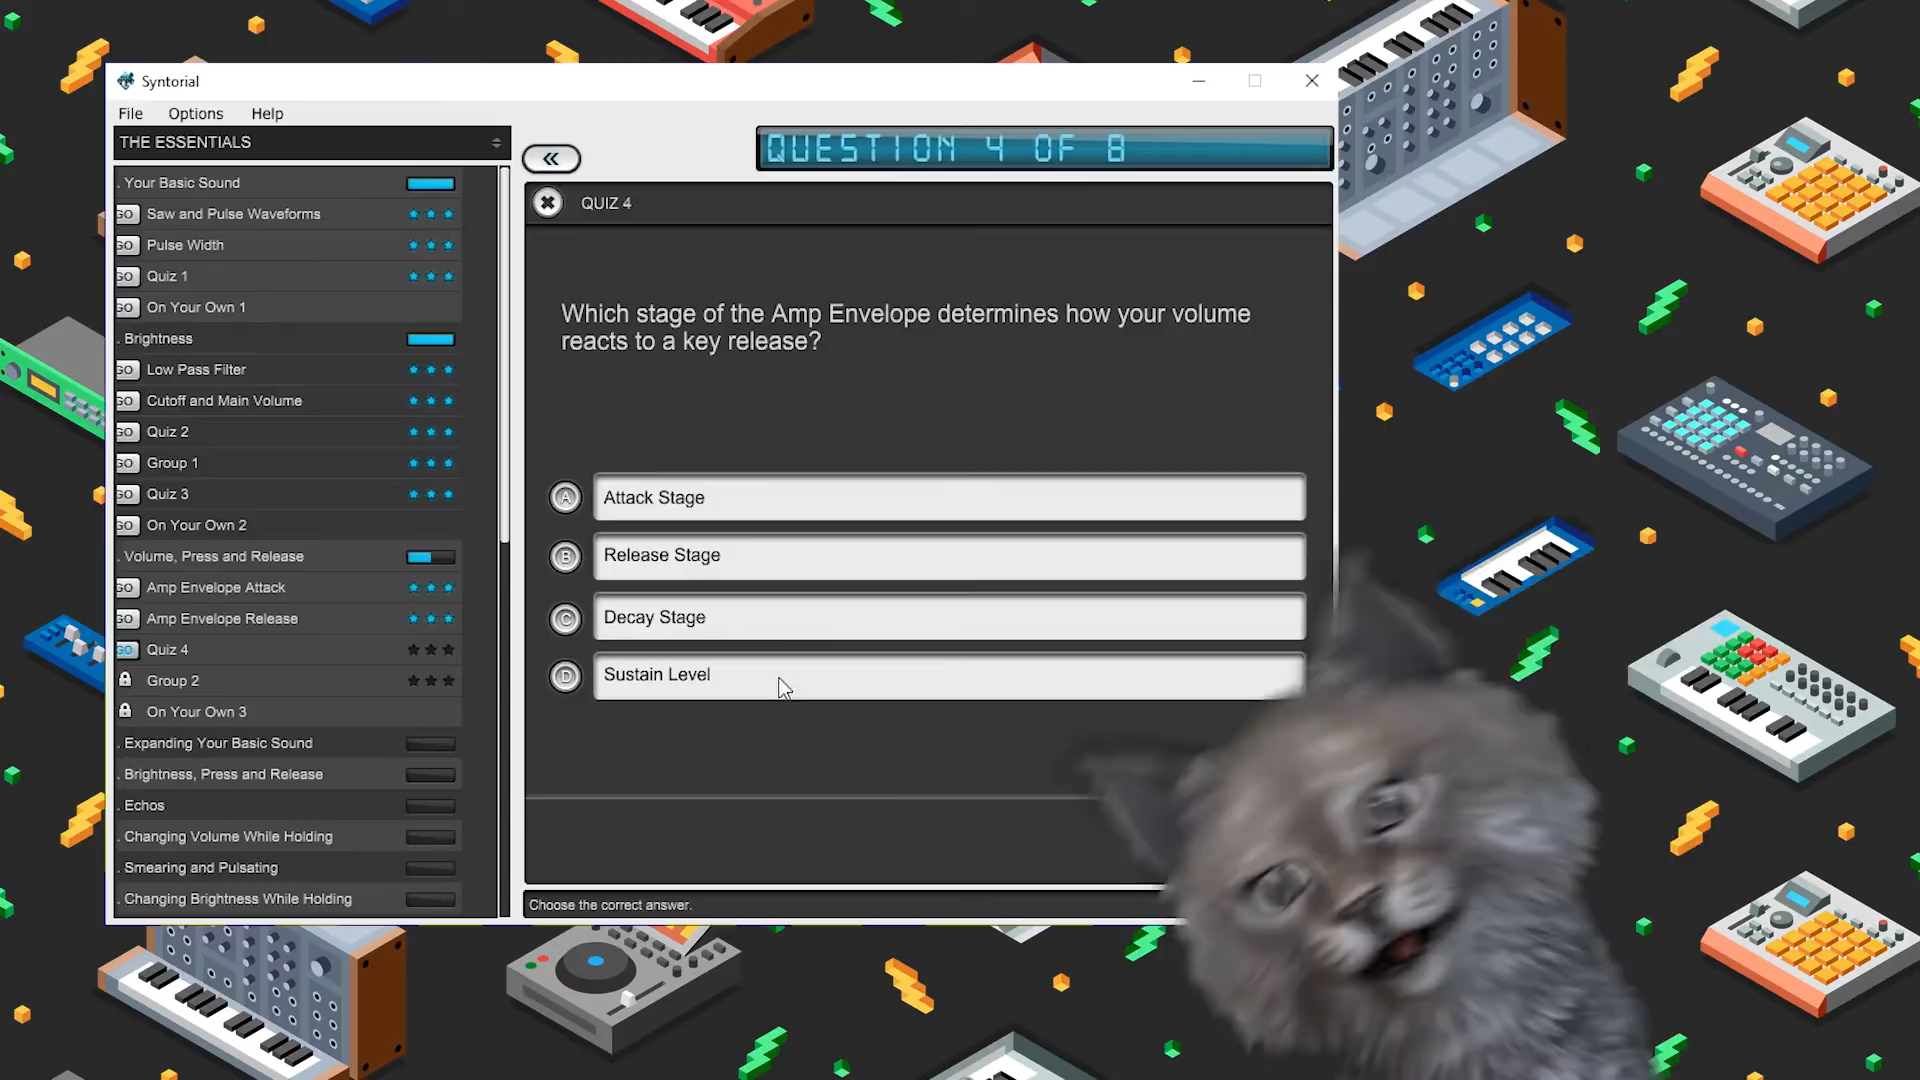 Syntorial
File Options Help
THE ESSENTIALS
QUESTION 4 OF 8
. Your Basic Sound
GO Saw and Pulse Waveforms
GO Pulse Width
GO Quiz 1
GO On Your Own 1
. Brightness
GO Low Pass Filter
GO Cutoff and Main Volume
GO Quiz 2
GO Group 1
GO Quiz 3
GO On Your Own 2
. Volume, Press and Release
GO Amp Envelope Attack
GO Amp Envelope Release
GO Quiz 4
Group 2
On Your Own 3
. Expanding Your Basic Sound
. Brightness, Press and Release
. Echos
. Changing Volume While Holding
. Smearing and Pulsating
. Changing Brightness While Holding
QUIZ 4
Which stage of the Amp Envelope determines how your volume
reacts to a key release?
A Attack Stage
B Release Stage
C Decay Stage
D Sustain Level
Choose the correct answer.